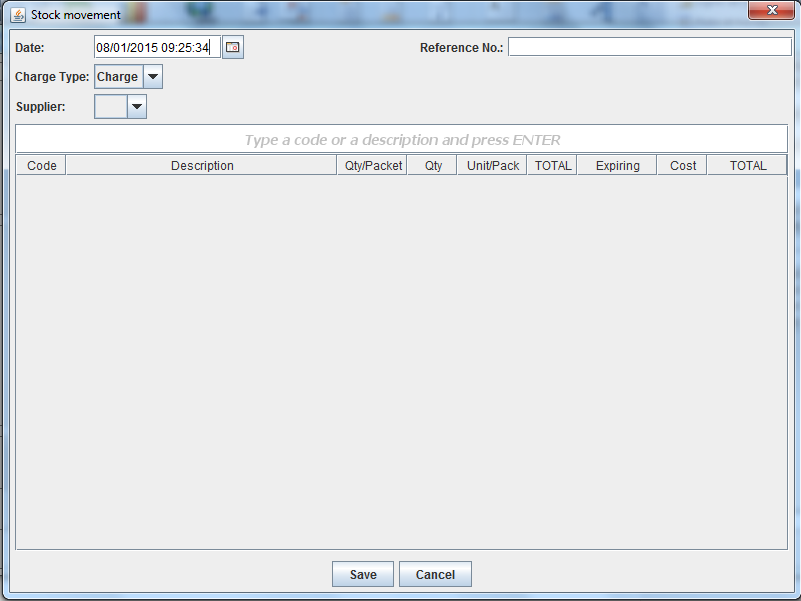 Stock movement
Date: 08/01/2015 09:25:34 Reference No.:
Charge Type: Charge
Supplier:
Type a code or a description and press ENTER
Code Description Qty/Packet Qty Unit/Pack TOTAL Expiring Cost TOTAL
Save Cancel